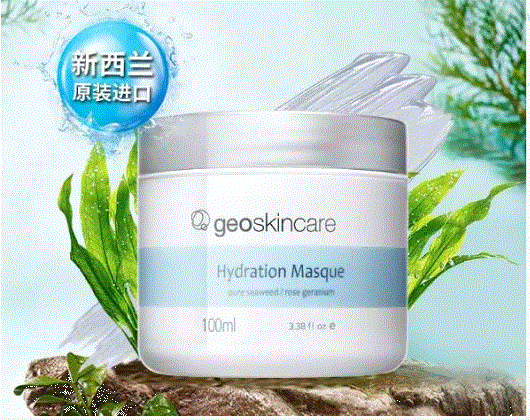 新西兰
原装进口
geoskincare
Hydration Masque
pure seaweed / rose geranium
100ml 3.38 fl oz e